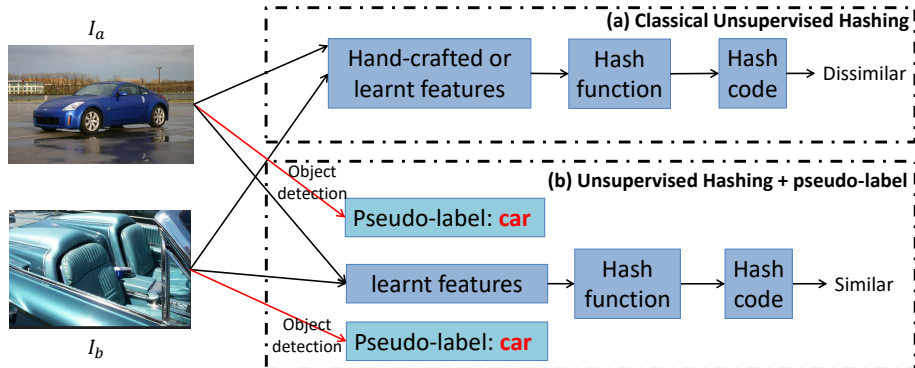 I_a
(a) Classical Unsupervised Hashing
Hand-crafted or
learnt features
Hash
function
Hash
code
Dissimilar
(b) Unsupervised Hashing + pseudo-label
Object
detection
Pseudo-label: car
learnt features
Hash
function
Hash
code
Similar
Object
detection
Pseudo-label: car
I_b